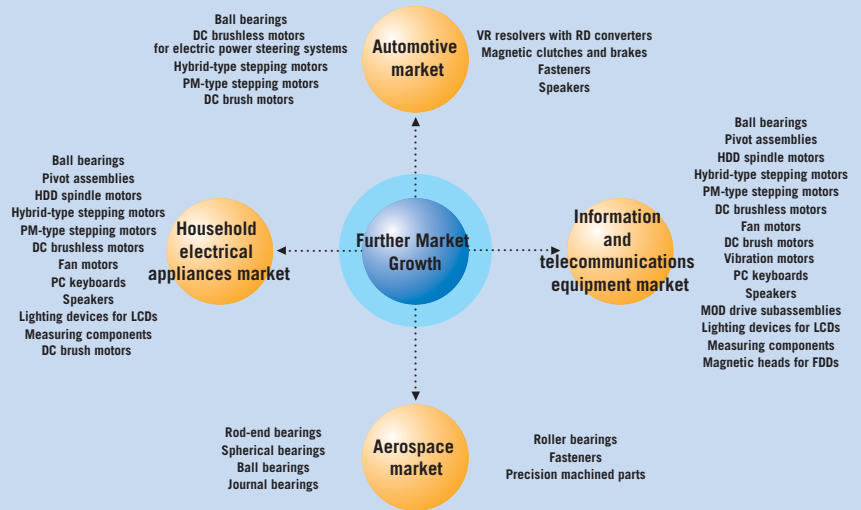 Ball bearings
DC brushless motors
for electric power steering systems
Hybrid-type stepping motors
PM-type stepping motors
DC brush motors
Automotive
market
VR resolvers with RD converters
Magnetic clutches and brakes
Fasteners
Speakers
Ball bearings
Pivot assemblies
HDD spindle motors
Hybrid-type stepping motors
PM-type stepping motors
DC brushless motors
Fan motors
PC keyboards
Speakers
Lighting devices for LCDs
Measuring components
DC brush motors
Household
electrical
appliances market
Further Market
Growth
Information
and
telecommunications
equipment market
Ball bearings
Pivot assemblies
HDD spindle motors
Hybrid-type stepping motors
PM-type stepping motors
DC brushless motors
Fan motors
DC brush motors
Vibration motors
PC keyboards
Speakers
MOD drive subassemblies
Lighting devices for LCDs
Measuring components
Magnetic heads for FDDs
Rod-end bearings
Spherical bearings
Ball bearings
Journal bearings
Aerospace
market
Roller bearings
Fasteners
Precision machined parts